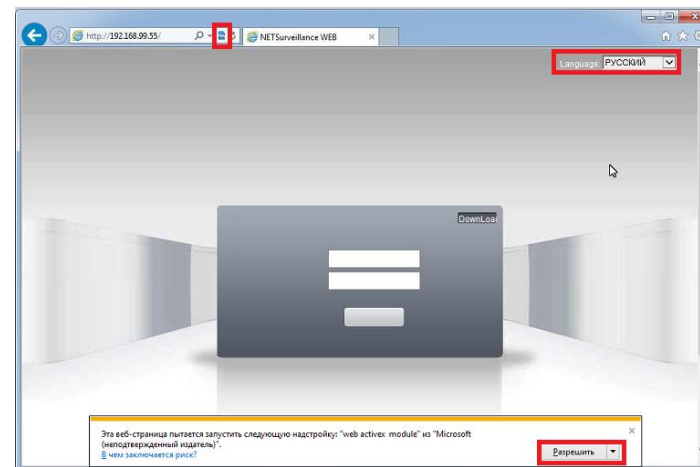 http://192.168.99.55/
NETSurveillance WEB
Language: РУССКИЙ
DownLoa
Эта веб-страница пытается запустить следующую надстройку: "web activex module" из "Microsoft
(неподтвержденный издатель)".
В чем заключается риск?
Разрешить